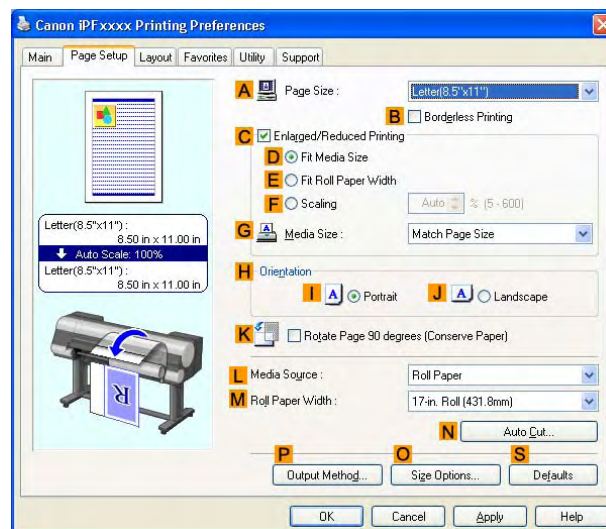 Canon iPFxxxx Printing Preferences
Main Page Setup Layout Favorites Utility Support
A Page Size : Letter(8.5"x11")
B Borderless Printing
C Enlarged/Reduced Printing
D Fit Media Size
E Fit Roll Paper Width
F Scaling Auto % (5 - 600)
G Media Size : Match Page Size
Letter(8.5"x11") :
8.50 in x 11.00 in
Auto Scale: 100%
Letter(8.5"x11") :
8.50 in x 11.00 in
H Orientation
I A Portrait J A Landscape
K Rotate Page 90 degrees (Conserve Paper)
R
L Media Source : Roll Paper
M Roll Paper Width : 17-in. Roll (431.8mm)
N Auto Cut...
P O S
Output Method... Size Options... Defaults
OK Cancel Apply Help